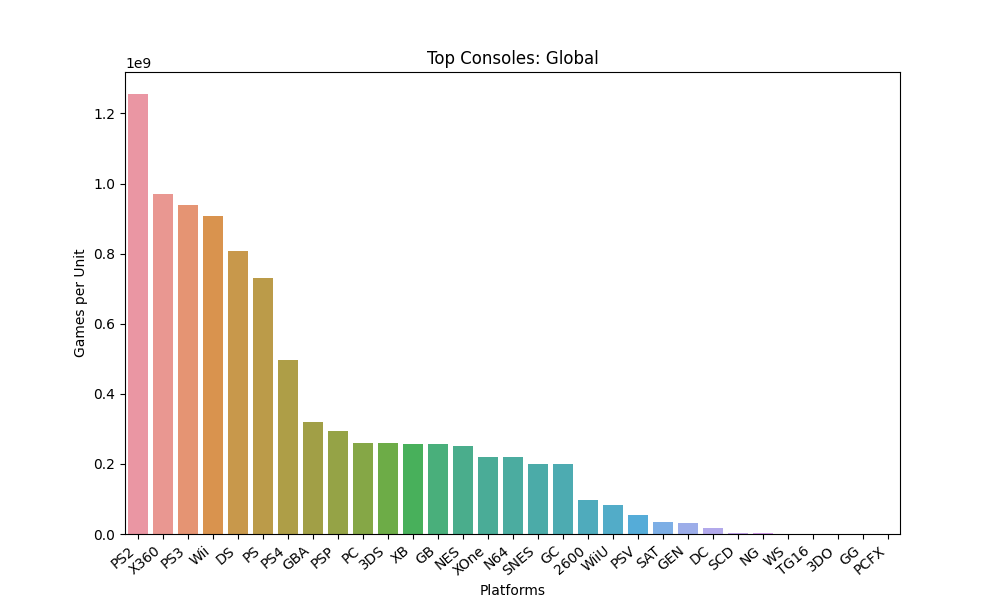 Top Consoles: Global
1e9
1.2
1.0
0.8
0.6
0.4
0.2
0.0
Games per Unit
PS2
X360
PS3
Wii
DS
PS
PS4
GBA
PSP
PC
3DS
XB
GB
NES
XOne
N64
SNES
GC
2600
WiiU
PSV
SAT
GEN
DC
SCD
NG
WS
TG16
3DO
GG
PCFX
Platforms